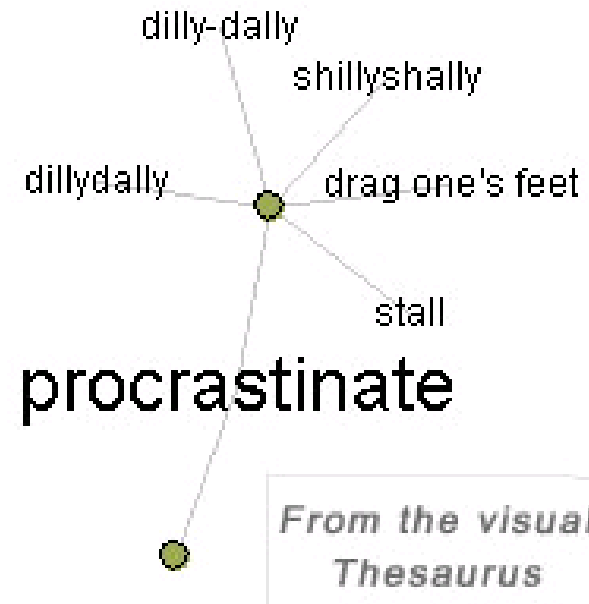 dilly-dally
shillyshally
dillydally
drag one's feet
stall
procrastinate
From the visual
Thesaurus